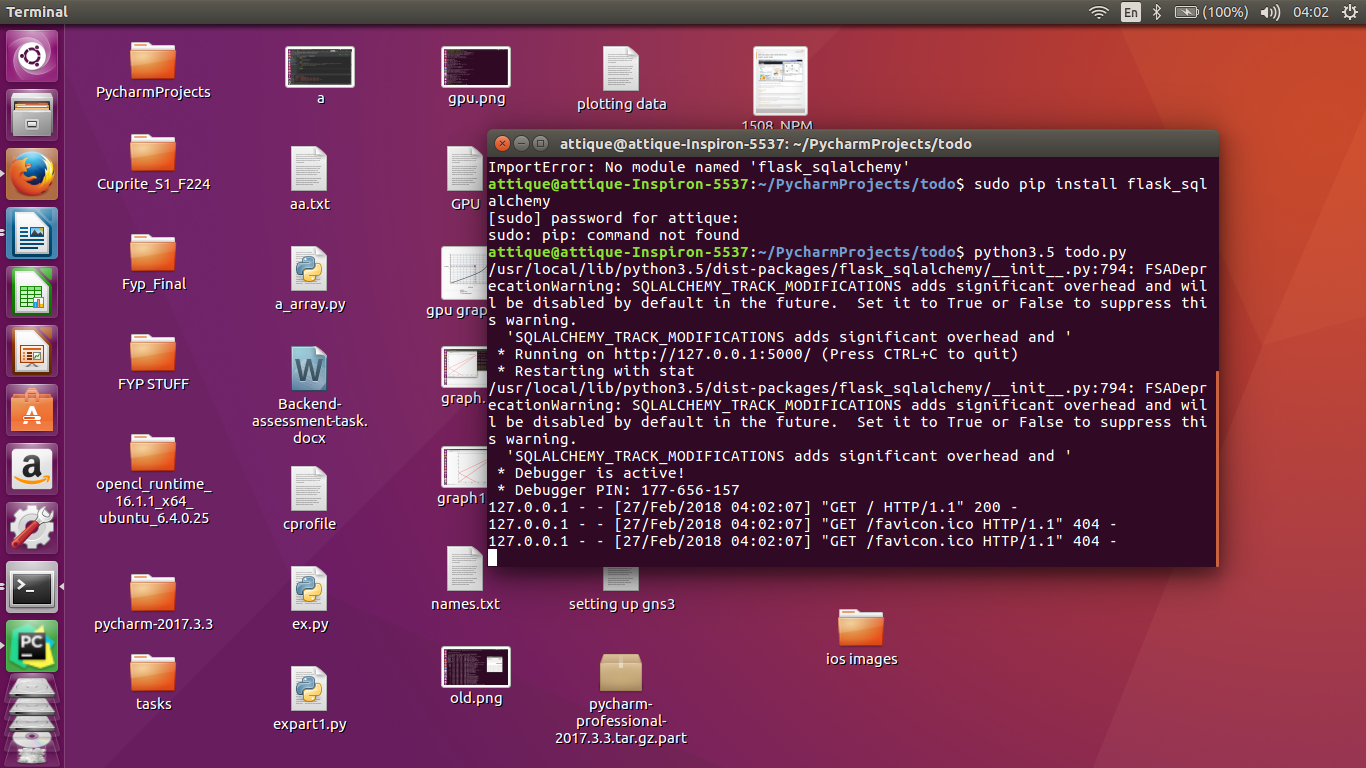 Terminal
En
(100%)
04:02
PycharmProjects
Cuprite_S1_F224
Fyp_Final
FYP STUFF
opencl_runtime_
16.1.1_x64_
ubuntu_6.4.0.25
pycharm-2017.3.3
tasks
a
aa.txt
a_array.py
W
Backend-
assessment-task.
docx
cprofile
ex.py
expart1.py
gpu.png
GPU
gpu grap
graph.
graph1
names.txt
old.png
plotting data
setting up gns3
pycharm-
professional-
2017.3.3.tar.gz.part
1508_NPM
ios images
PC
attique@attique-Inspiron-5537: ~/PycharmProjects/todo
ImportError: No module named 'flask_sqlalchemy'
attique@attique-Inspiron-5537:~/PycharmProjects/todo$ sudo pip install flask_sql
alchemy
[sudo] password for attique:
sudo: pip: command not found
attique@attique-Inspiron-5537:~/PycharmProjects/todo$ python3.5 todo.py
/usr/local/lib/python3.5/dist-packages/flask_sqlalchemy/__init__.py:794: FSADepr
ecationWarning: SQLALCHEMY_TRACK_MODIFICATIONS adds significant overhead and wil
l be disabled by default in the future.  Set it to True or False to suppress thi
s warning.
  'SQLALCHEMY_TRACK_MODIFICATIONS adds significant overhead and '
 * Running on http://127.0.0.1:5000/ (Press CTRL+C to quit)
 * Restarting with stat
/usr/local/lib/python3.5/dist-packages/flask_sqlalchemy/__init__.py:794: FSADepr
ecationWarning: SQLALCHEMY_TRACK_MODIFICATIONS adds significant overhead and wil
l be disabled by default in the future.  Set it to True or False to suppress thi
s warning.
  'SQLALCHEMY_TRACK_MODIFICATIONS adds significant overhead and '
 * Debugger is active!
 * Debugger PIN: 177-656-157
127.0.0.1 - - [27/Feb/2018 04:02:07] "GET / HTTP/1.1" 200 -
127.0.0.1 - - [27/Feb/2018 04:02:07] "GET /favicon.ico HTTP/1.1" 404 -
127.0.0.1 - - [27/Feb/2018 04:02:07] "GET /favicon.ico HTTP/1.1" 404 -